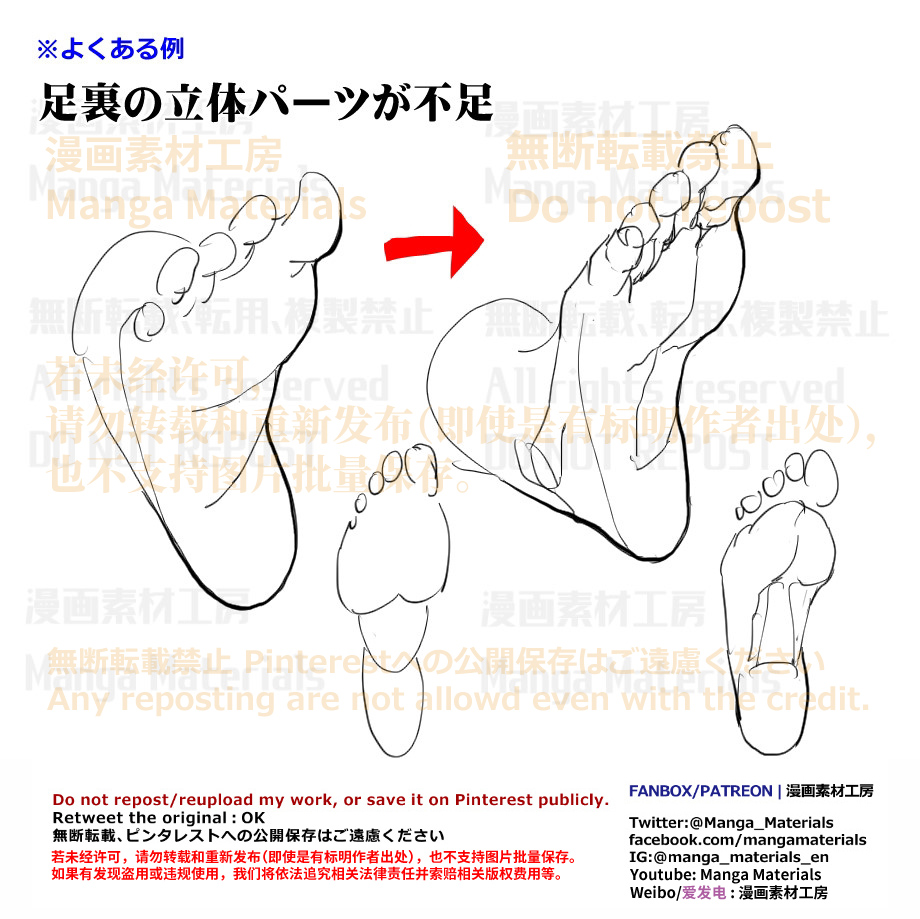 ※よくある例
足裏の立体パーツが不足
漫画素材工房
Manga Materials
無断転載禁止
Do not repost
漫画素材工房
Manga Materials
漫画素材工房
Manga Materials
無断転載、転用、複製禁止
All rights reserved
DO NOT REPOST
無断転載、転用、複製禁止
All rights reserved
DO NOT REPOST
若未经许可,
请勿转载和重新发布(即使是有标明作者出处),
也不支持图片批量保存。
漫画素材工房
Manga Materials
漫画素材工房
Manga Materials
無断転載禁止 Pinterestへの公開保存はご遠慮ください
Any reposting are not allowd even with the credit.
Do not repost/reupload my work, or save it on Pinterest publicly.
Retweet the original : OK
無断転載、ピンタレストへの公開保存はご遠慮ください
若未经许可，请勿转载和重新发布(即使是有标明作者出处)，也不支持图片批量保存。
如果有发现盗用或违规使用，我们将依法追究相关法律责任并索赔相关版权费用等。
FANBOX/PATREON | 漫画素材工房
Twitter:@Manga_Materials
facebook.com/mangamaterials
IG:@manga_materials_en
Youtube: Manga Materials
Weibo/爱发电 : 漫画素材工房